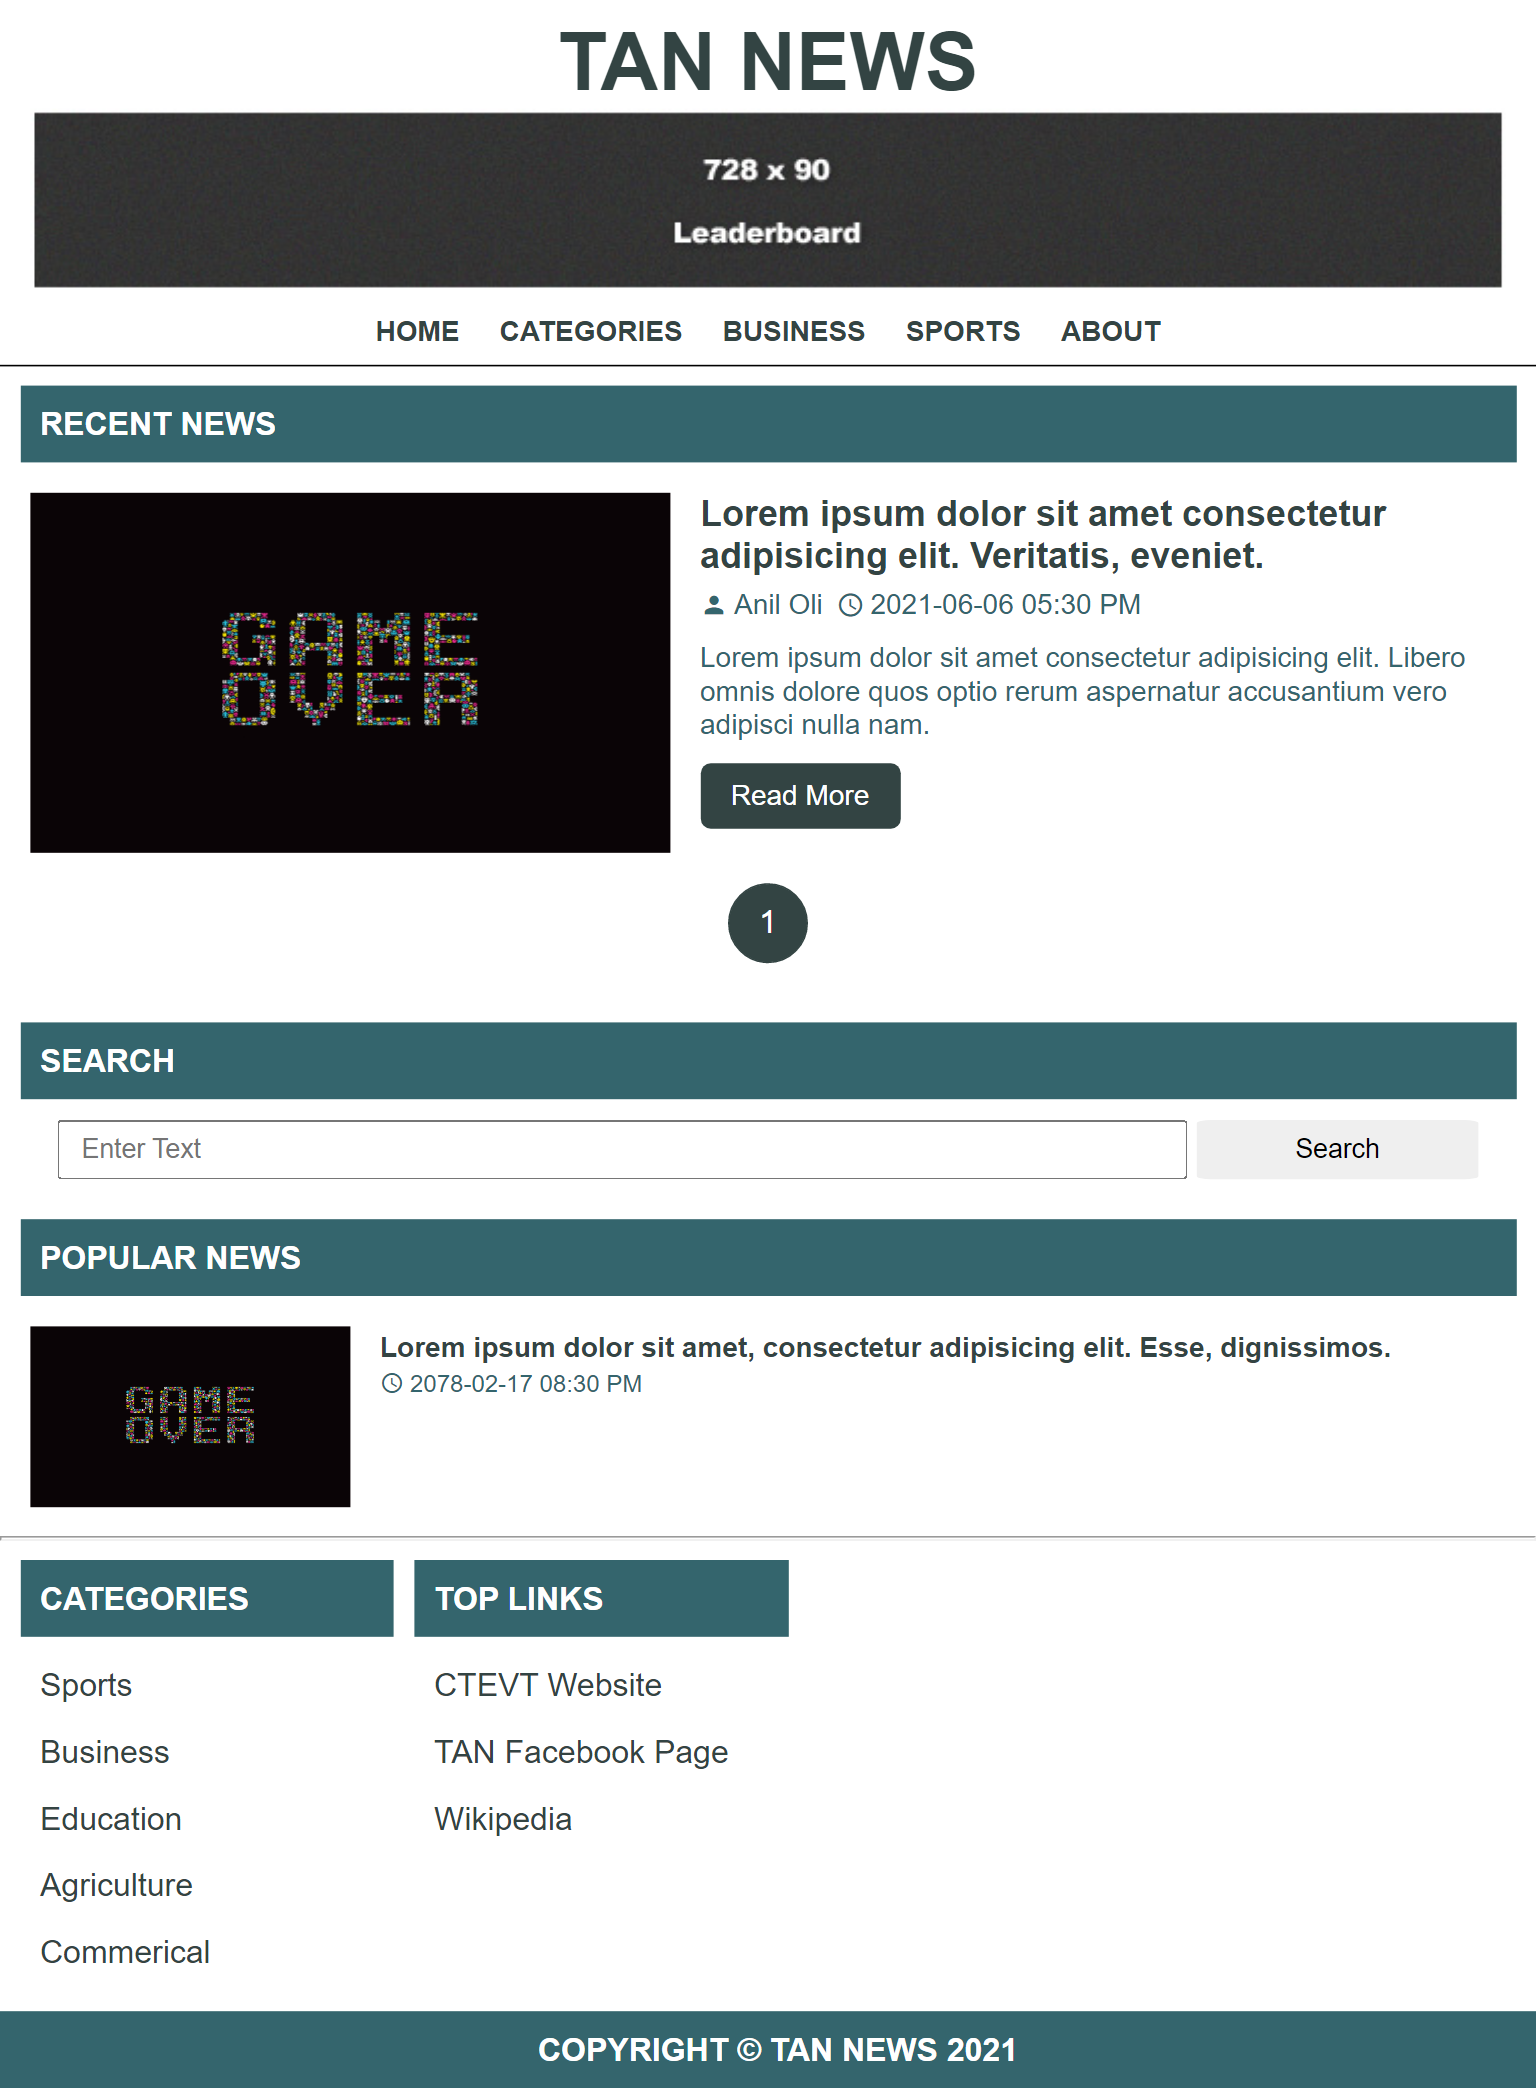 TAN NEWS
728 x 90
Leaderboard
HOME CATEGORIES BUSINESS SPORTS ABOUT
RECENT NEWS
GAME
OVER
Lorem ipsum dolor sit amet consectetur
adipisicing elit. Veritatis, eveniet.
Anil Oli 2021-06-06 05:30 PM
Lorem ipsum dolor sit amet consectetur adipisicing elit. Libero
omnis dolore quos optio rerum aspernatur accusantium vero
adipisci nulla nam.
Read More
1
SEARCH
Enter Text Search
POPULAR NEWS
GAME
OVER
Lorem ipsum dolor sit amet, consectetur adipisicing elit. Esse, dignissimos.
2078-02-17 08:30 PM
CATEGORIES
Sports
Business
Education
Agriculture
Commerical
TOP LINKS
CTEVT Website
TAN Facebook Page
Wikipedia
COPYRIGHT © TAN NEWS 2021